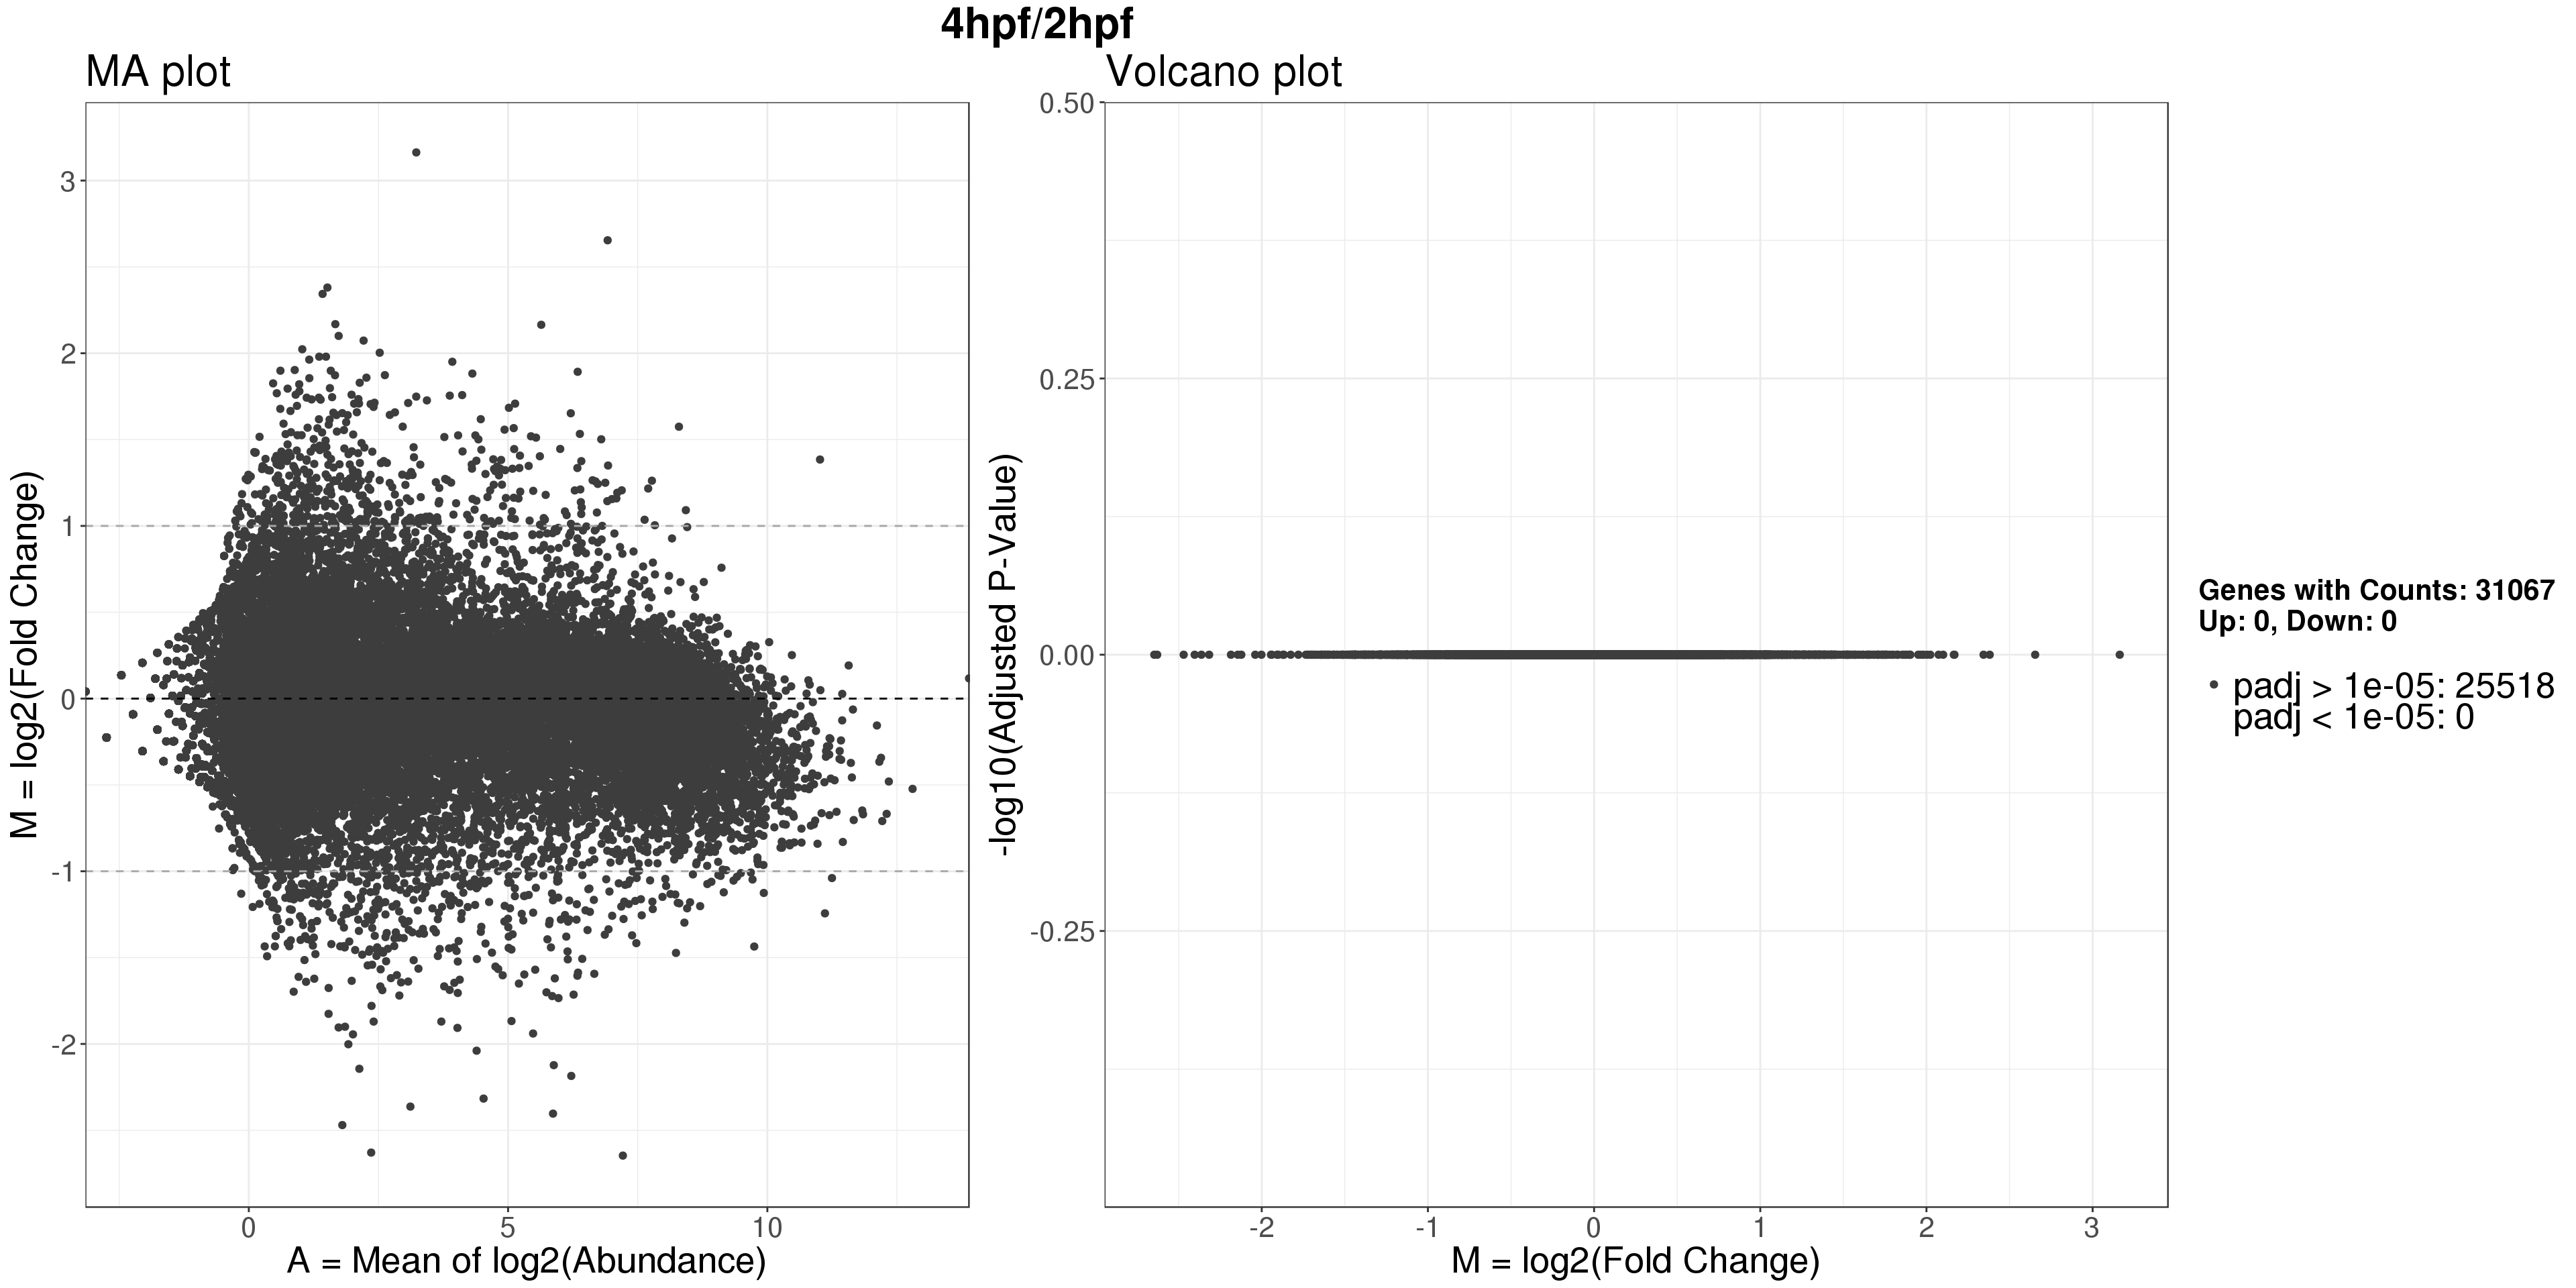 4hpf/2hpf
MA plot
3
2
1
0
-1
-2
M = log2(Fold Change)
0
5
10
A = Mean of log2(Abundance)
Volcano plot
0.50
0.25
0.00
-0.25
-log10(Adjusted P-Value)
-2
-1
0
1
2
3
M = log2(Fold Change)
Genes with Counts: 31067
Up: 0, Down: 0
padj > 1e-05: 25518
padj < 1e-05: 0